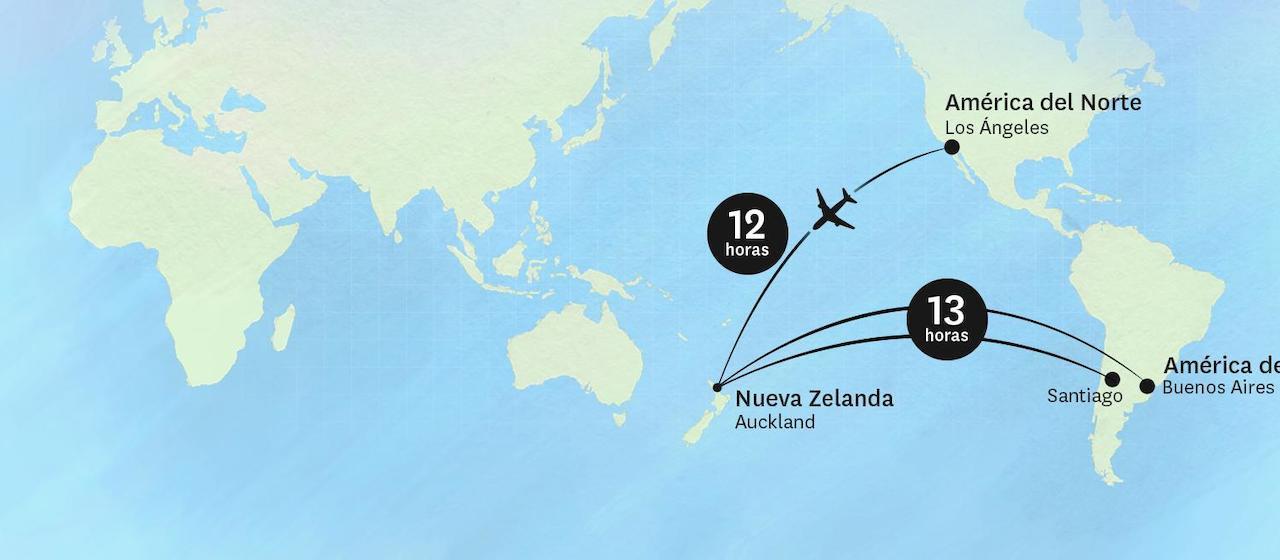 América del Norte
Los Ángeles
12
horas
13
horas
América de
Buenos Aires
Santiago
Nueva Zelanda
Auckland